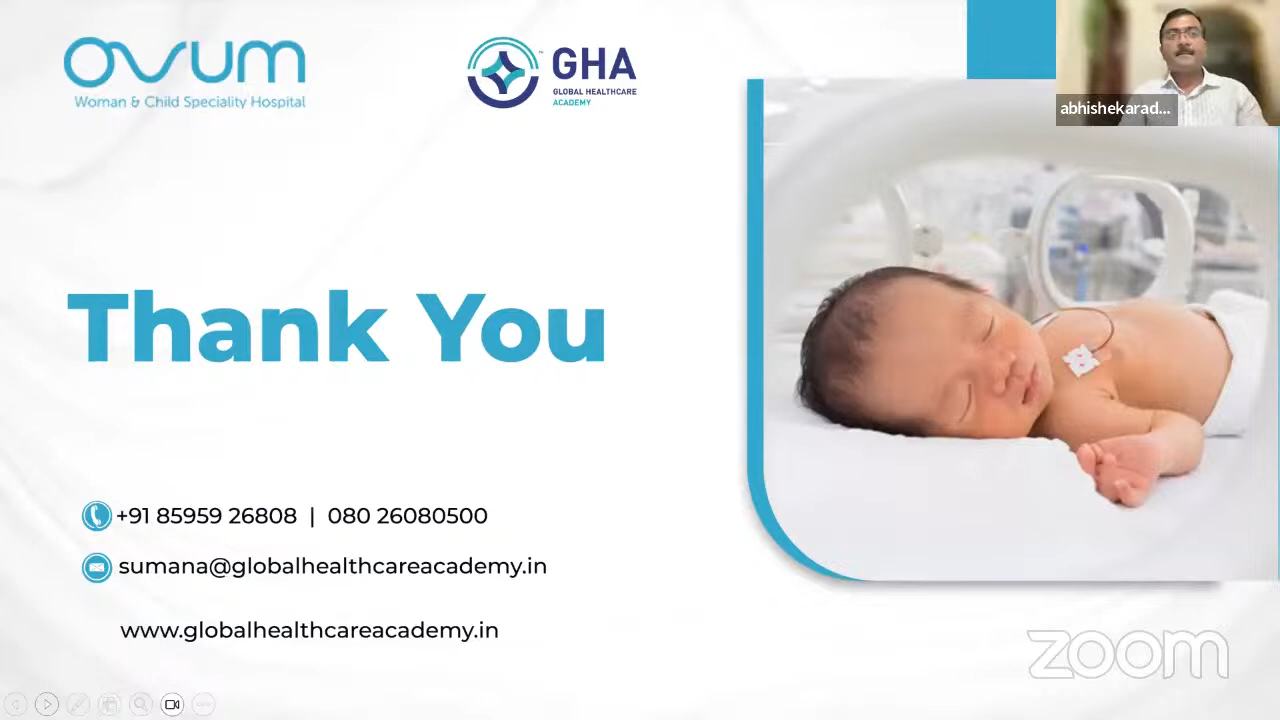 ovum
Woman & Child Speciality Hospital
GHA
GLOBAL HEALTHCARE
ACADEMY
abhishekarad...
Thank You
+91 85959 26808 | 080 26080500
sumana@globalhealthcareacademy.in
www.globalhealthcareacademy.in
zoom